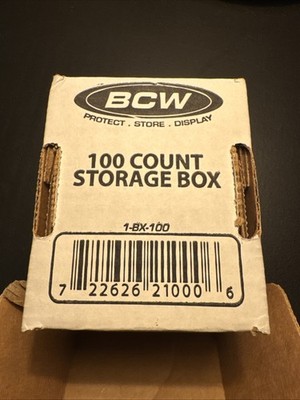 BCW
PROTECT . STORE . DISPLAY
100 COUNT
STORAGE BOX
1-BX-100
7 22626 21000 6